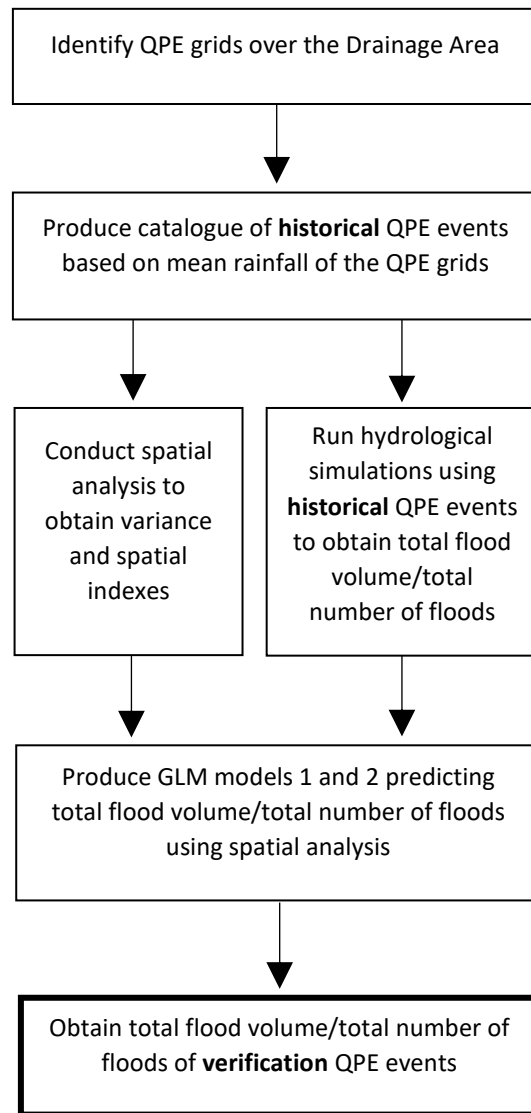 Identify QPE grids over the Drainage Area
Produce catalogue of historical QPE events
based on mean rainfall of the QPE grids
Conduct spatial
analysis to
obtain variance
and spatial
indexes
Run hydrological
simulations using
historical QPE events
to obtain total flood
volume/total
number of floods
Produce GLM models 1 and 2 predicting
total flood volume/total number of floods
using spatial analysis
Obtain total flood volume/total number of
floods of verification QPE events